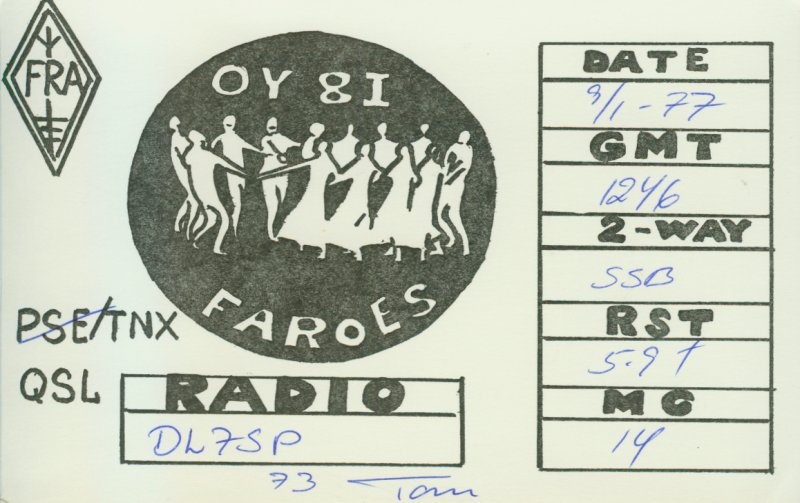 FRA
OY 8I
FAROES
PSE/TNX
QSL
RADIO
DL7SP
73 Tom
DATE
9/1-77
GMT
1246
2-WAY
SSB
RST
5-9+
MC
14